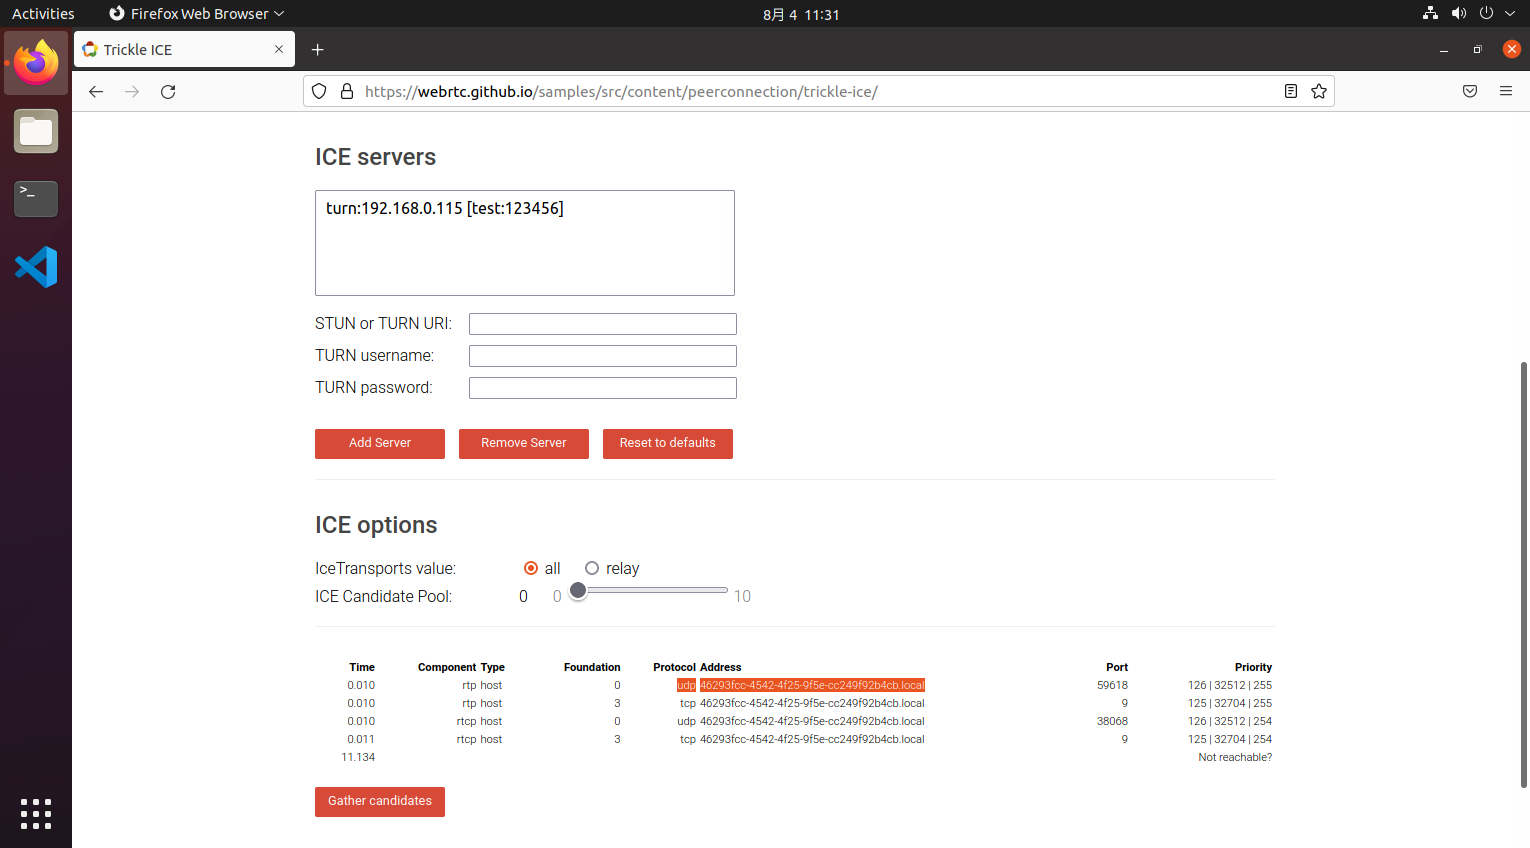 Activities Firefox Web Browser 8月 4 11:31
Trickle ICE
https://webrtc.github.io/samples/src/content/peerconnection/trickle-ice/
ICE servers
turn:192.168.0.115 [test:123456]
STUN or TURN URI:
TURN username:
TURN password:
Add Server Remove Server Reset to defaults
ICE options
IceTransports value: all relay
ICE Candidate Pool: 0 0 10
Time Component Type Foundation Protocol Address Port Priority
0.010 rtp host 0 udp 46293fcc-4542-4f25-9f5e-cc249f92b4cb.local 59618 126 | 32512 | 255
0.010 rtp host 3 tcp 46293fcc-4542-4f25-9f5e-cc249f92b4cb.local 9 125 | 32704 | 255
0.010 rtcp host 0 udp 46293fcc-4542-4f25-9f5e-cc249f92b4cb.local 38068 126 | 32512 | 254
0.011 rtcp host 3 tcp 46293fcc-4542-4f25-9f5e-cc249f92b4cb.local 9 125 | 32704 | 254
11.134 Not reachable?
Gather candidates